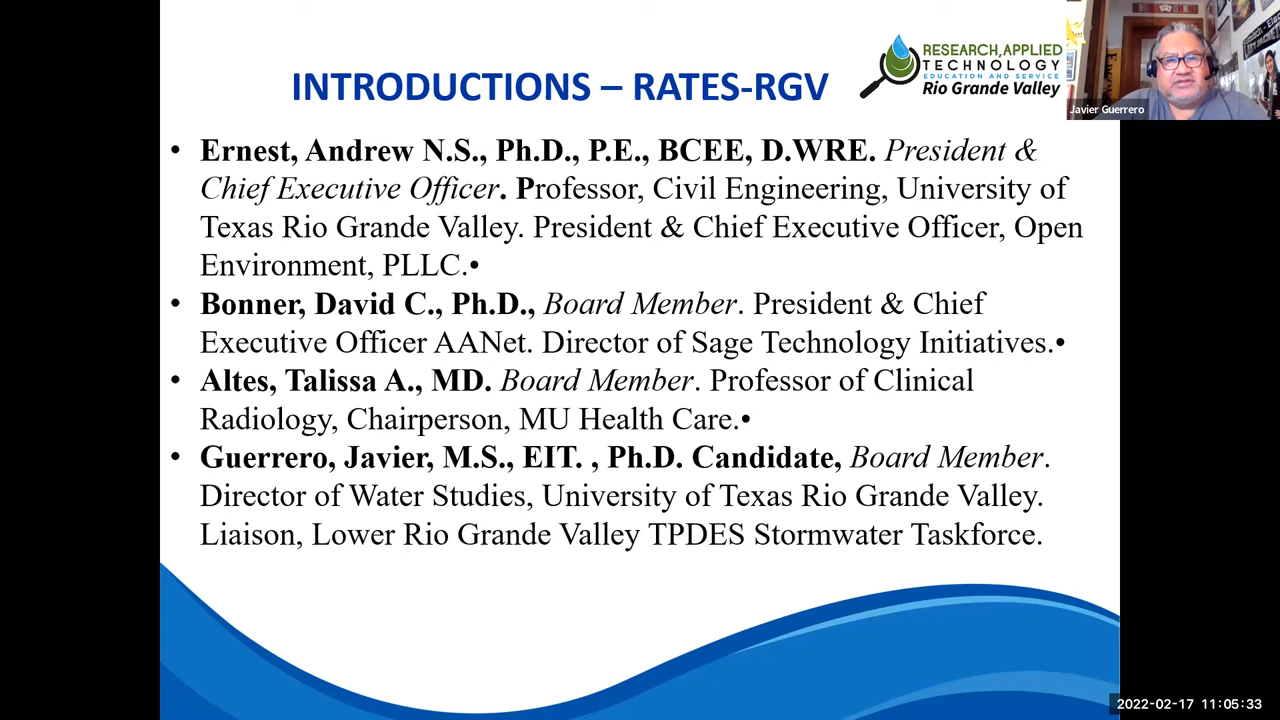 INTRODUCTIONS – RATES-RGV
RESEARCH, APPLIED
TECHNOLOGY
EDUCATION AND SERVICE
Rio Grande Valley
Javier Guerrero
• Ernest, Andrew N.S., Ph.D., P.E., BCEE, D.WRE. President &
Chief Executive Officer. Professor, Civil Engineering, University of
Texas Rio Grande Valley. President & Chief Executive Officer, Open
Environment, PLLC.•
• Bonner, David C., Ph.D., Board Member. President & Chief
Executive Officer AANet. Director of Sage Technology Initiatives.•
• Altes, Talissa A., MD. Board Member. Professor of Clinical
Radiology, Chairperson, MU Health Care.•
• Guerrero, Javier, M.S., EIT. , Ph.D. Candidate, Board Member.
Director of Water Studies, University of Texas Rio Grande Valley.
Liaison, Lower Rio Grande Valley TPDES Stormwater Taskforce.
2022-02-17 11:05:33